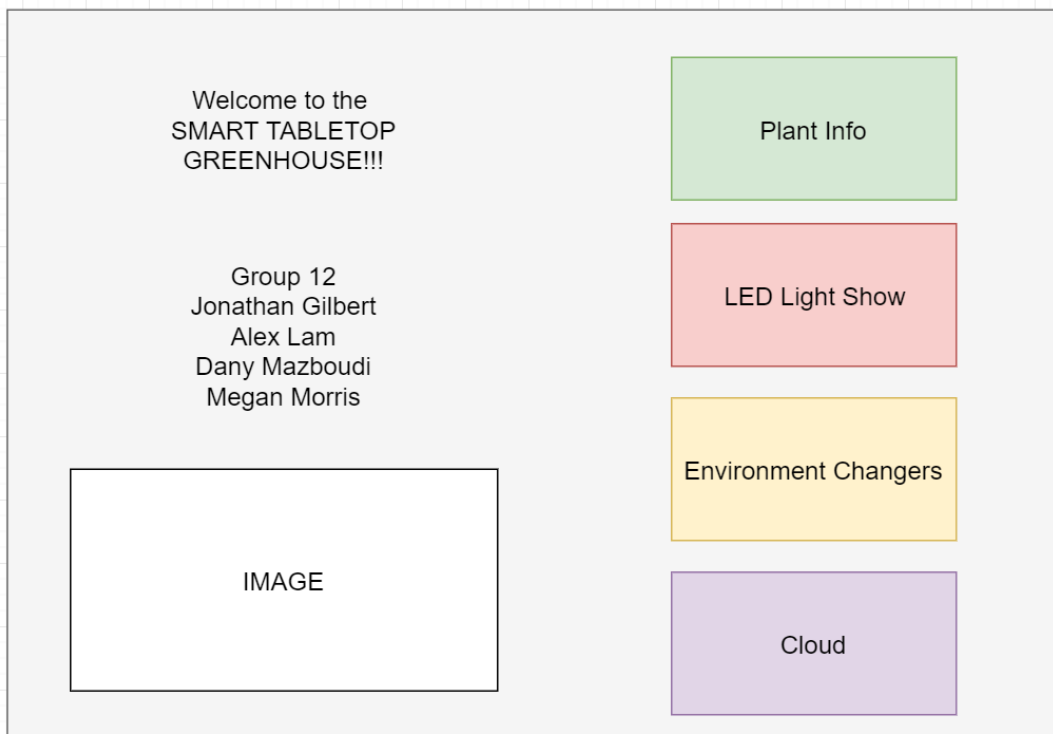 Welcome to the
SMART TABLETOP
GREENHOUSE!!!
Group 12
Jonathan Gilbert
Alex Lam
Dany Mazboudi
Megan Morris
IMAGE
Plant Info
LED Light Show
Environment Changers
Cloud